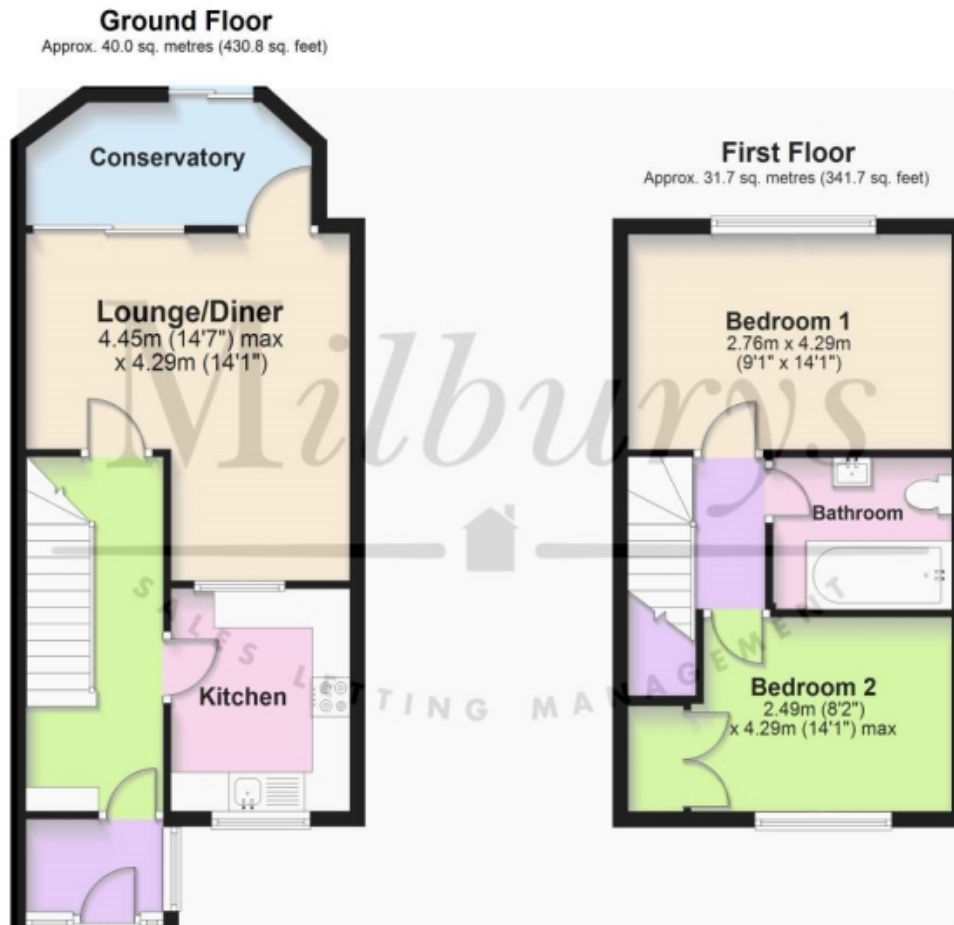 Ground Floor
Approx. 40.0 sq. metres (430.8 sq. feet)
Conservatory
Lounge/Diner
4.45m (14'7") max
x 4.29m (14'1")
Kitchen
First Floor
Approx. 31.7 sq. metres (341.7 sq. feet)
Bedroom 1
2.76m x 4.29m
(9'1" x 14'1")
Bathroom
Bedroom 2
2.49m (8'2")
x 4.29m (14'1") max
Milburys
SALES LETTING MANAGEMENT